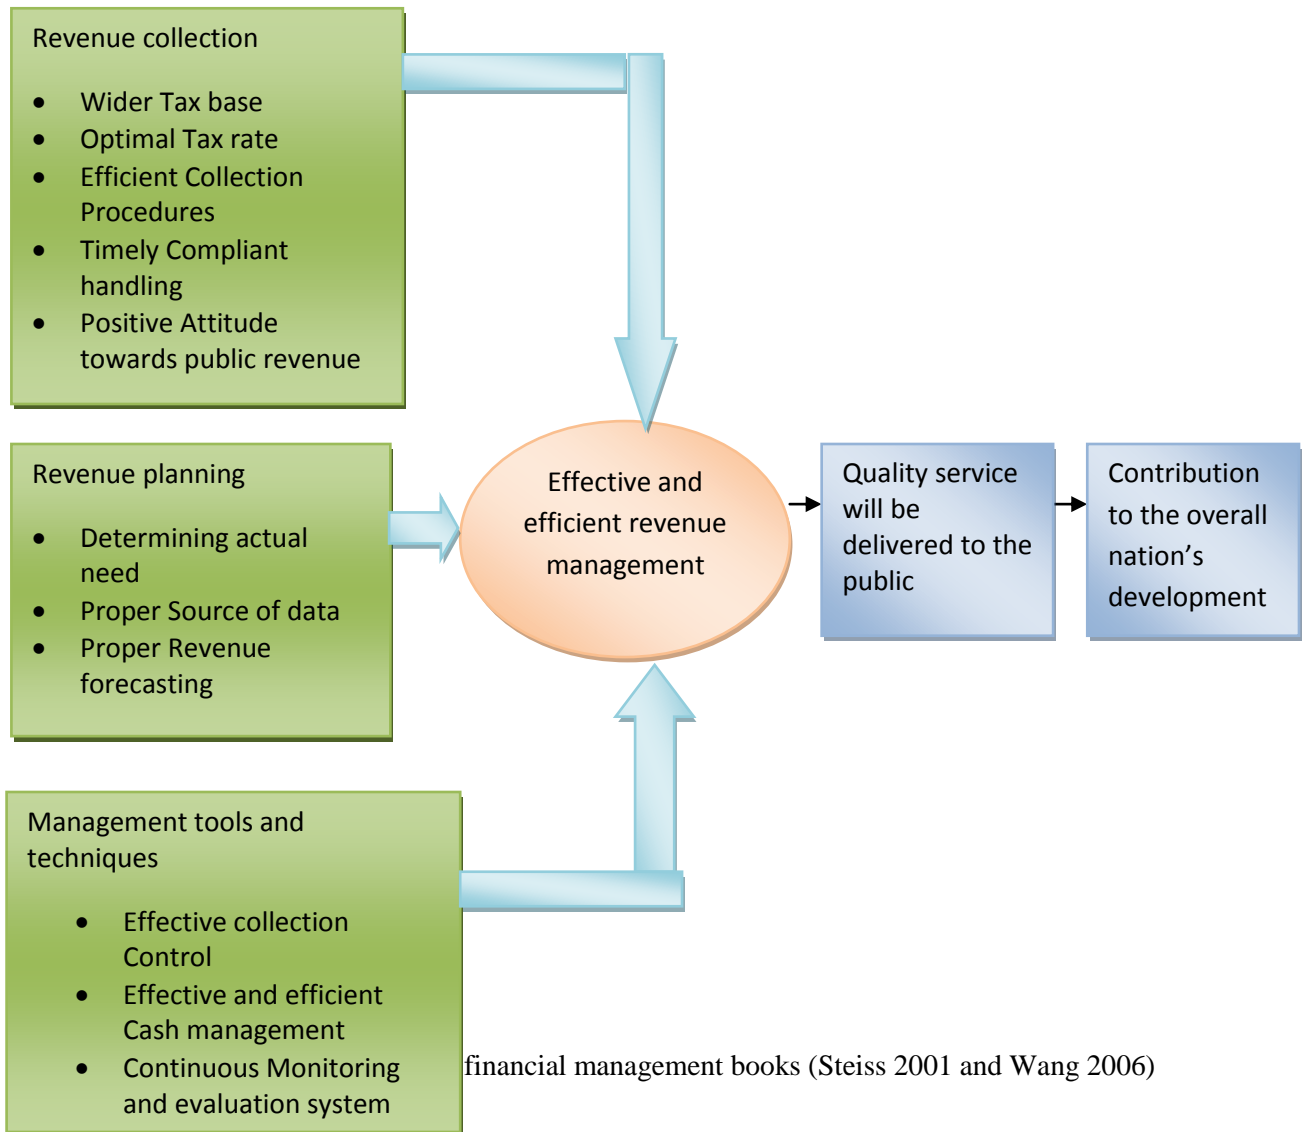 Revenue collection
• Wider Tax base
• Optimal Tax rate
• Efficient Collection
Procedures
• Timely Compliant
handling
• Positive Attitude
towards public revenue
Revenue planning
• Determining actual
need
• Proper Source of data
• Proper Revenue
forecasting
Effective and
efficient revenue
management
Quality service
will be
delivered to the
public
Contribution
to the overall
nation’s
development
Management tools and
techniques
• Effective collection
Control
• Effective and efficient
Cash management
• Continuous Monitoring
and evaluation system
financial management books (Steiss 2001 and Wang 2006)